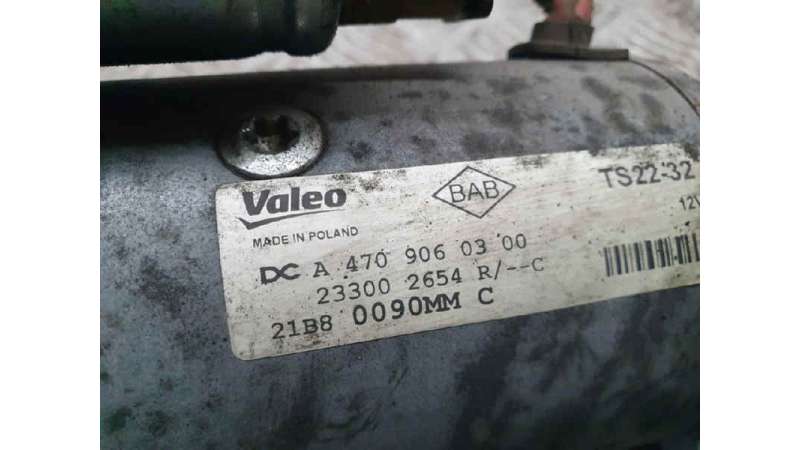 Valeo BAB TS22-32
MADE IN POLAND 12V
DC A 470 906 03 00
23300 2654 R/--C
21B8 0090MM C